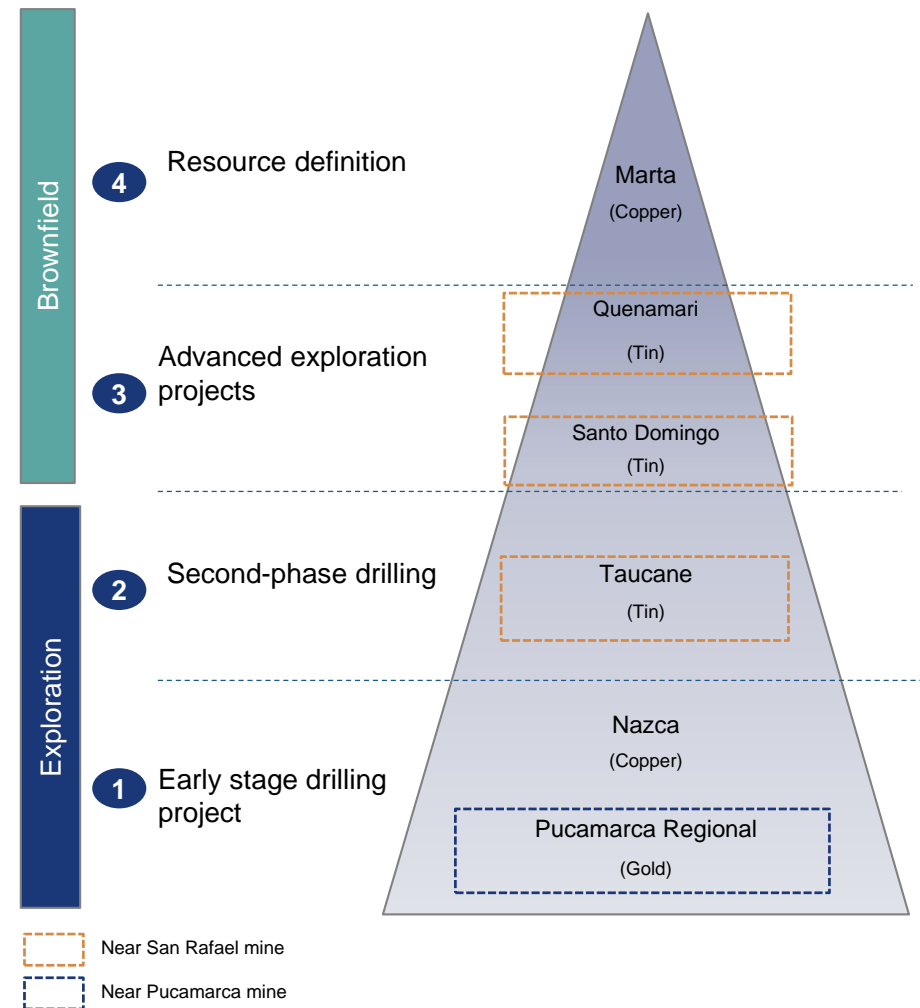 Brownfield
4
Resource definition
Marta
(Copper)
3
Advanced exploration
projects
Quenamari
(Tin)
Santo Domingo
(Tin)
Exploration
2
Second-phase drilling
Taucane
(Tin)
1
Early stage drilling
project
Nazca
(Copper)
Pucamarca Regional
(Gold)
Near San Rafael mine
Near Pucamarca mine